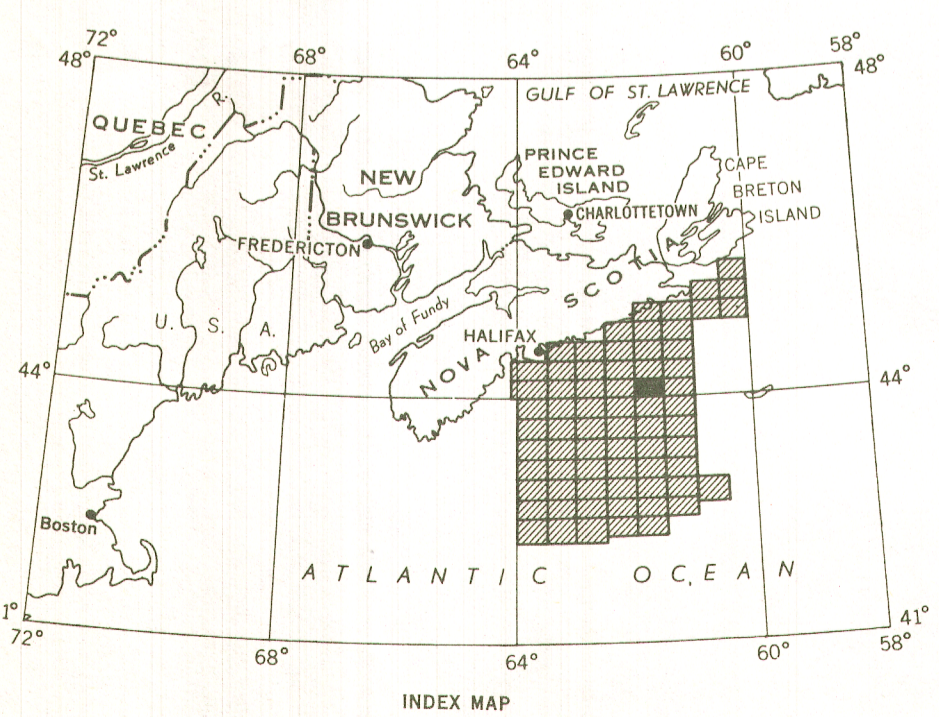 72° 68° 64° 60° 58°
48° 48°
GULF OF ST. LAWRENCE
R.
QUEBEC
St. Lawrence
PRINCE
EDWARD
ISLAND
CAPE
BRETON
ISLAND
NEW
BRUNSWICK
CHARLOTTETOWN
FREDERICTON
NOVA SCOTIA
U. S. A.
Bay of Fundy
HALIFAX
44° 44°
Boston
ATLANTIC OCEAN
1° 41°
72° 68° 64° 60° 58°
INDEX MAP